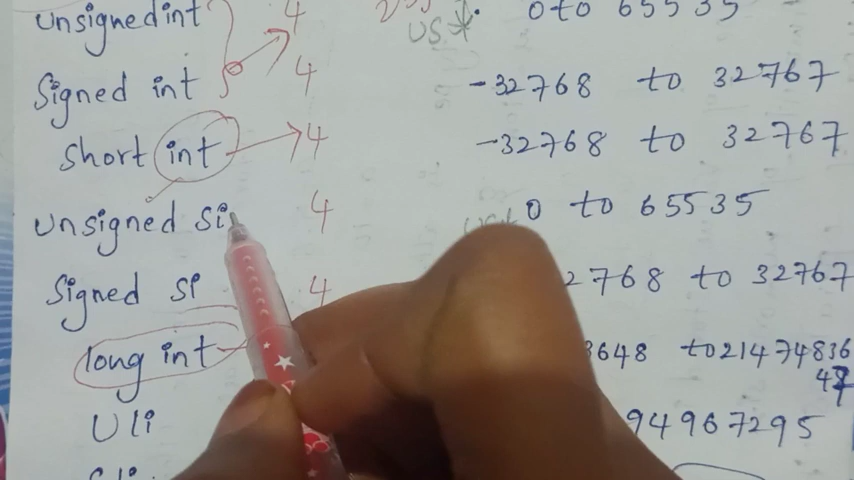 unsigned int 4 0 to 65535
US
Signed int 4 -32768 to 32767
short int 4 -32768 to 32767
unsigned si 4 0 to 65535
Signed si 4 2768 to 32767
long int 3648 to 21474836
47
Uli 94967295